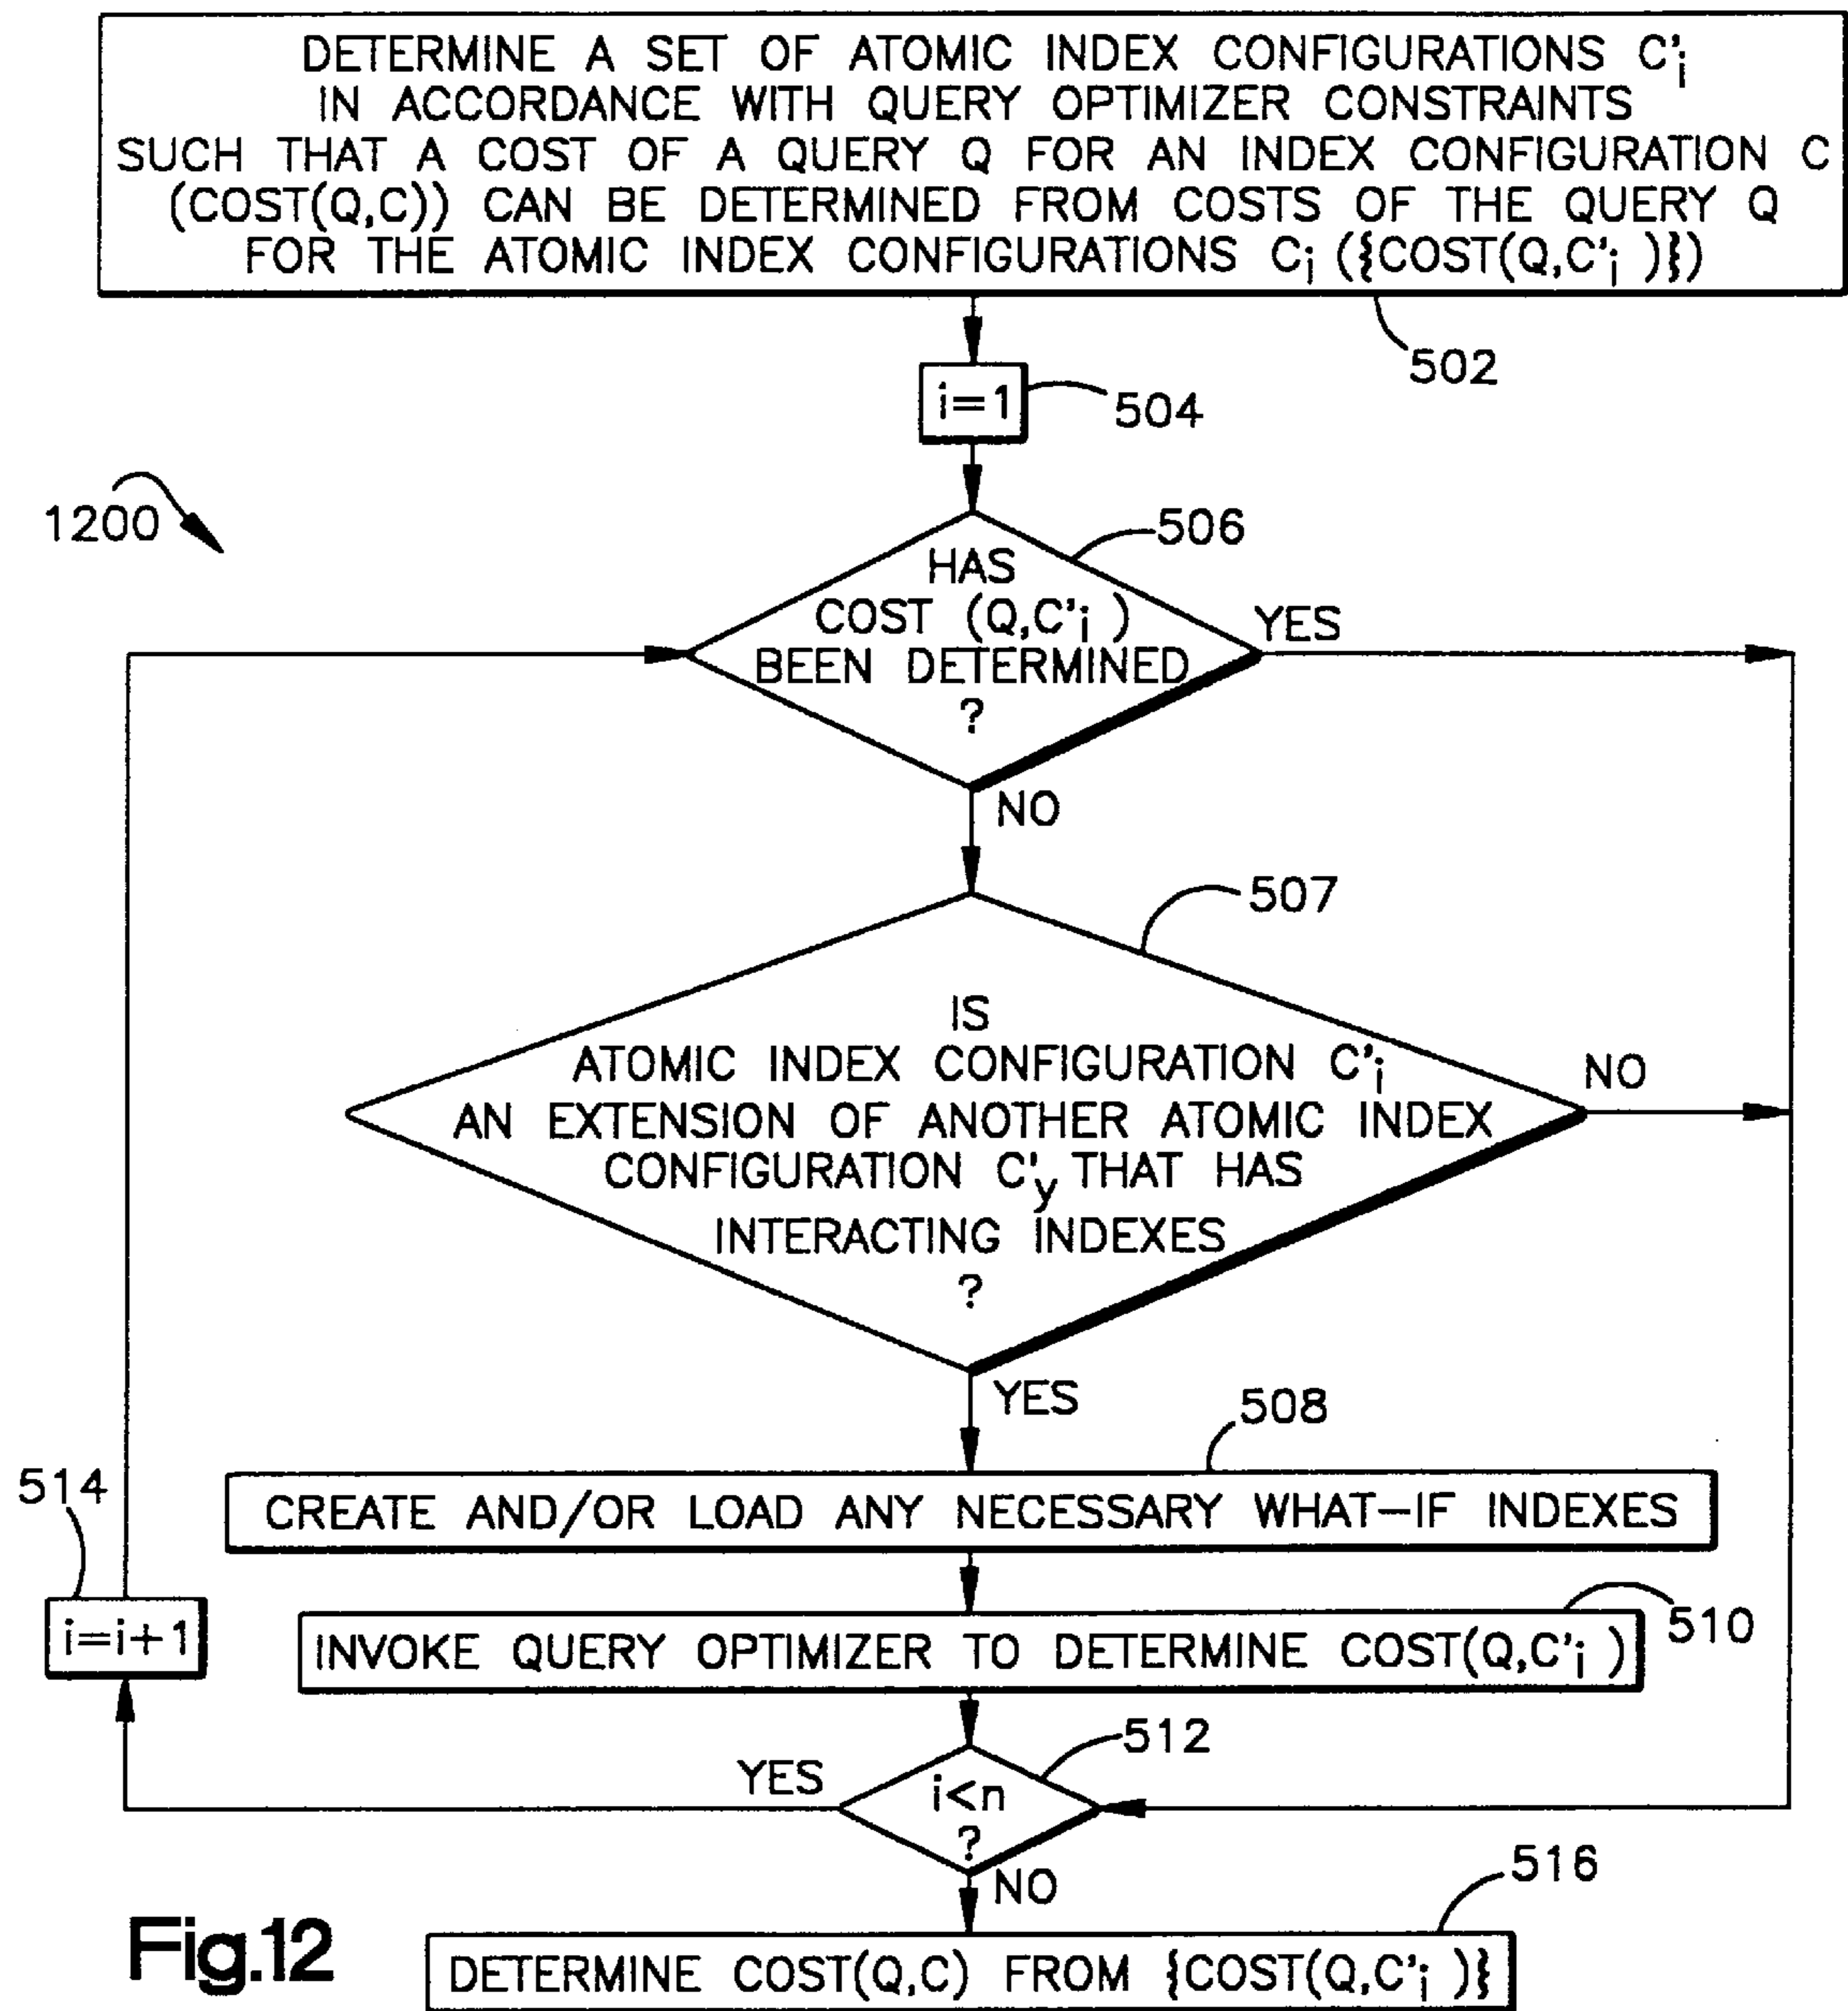 DETERMINE A SET OF ATOMIC INDEX CONFIGURATIONS C'i
IN ACCORDANCE WITH QUERY OPTIMIZER CONSTRAINTS
SUCH THAT A COST OF A QUERY Q FOR AN INDEX CONFIGURATION C
(COST(Q,C)) CAN BE DETERMINED FROM COSTS OF THE QUERY Q
FOR THE ATOMIC INDEX CONFIGURATIONS Ci ({COST(Q,C'i )})
502
i=1
504
1200
506
HAS
COST (Q,C'i )
BEEN DETERMINED
?
YES
NO
507
IS
ATOMIC INDEX CONFIGURATION C'i
AN EXTENSION OF ANOTHER ATOMIC INDEX
CONFIGURATION C'y THAT HAS
INTERACTING INDEXES
?
NO
YES
508
CREATE AND/OR LOAD ANY NECESSARY WHAT-IF INDEXES
514
i=i+1
INVOKE QUERY OPTIMIZER TO DETERMINE COST(Q,C'i )
510
512
YES
i<n
?
NO
516
Fig.12
DETERMINE COST(Q,C) FROM {COST(Q,C'i )}